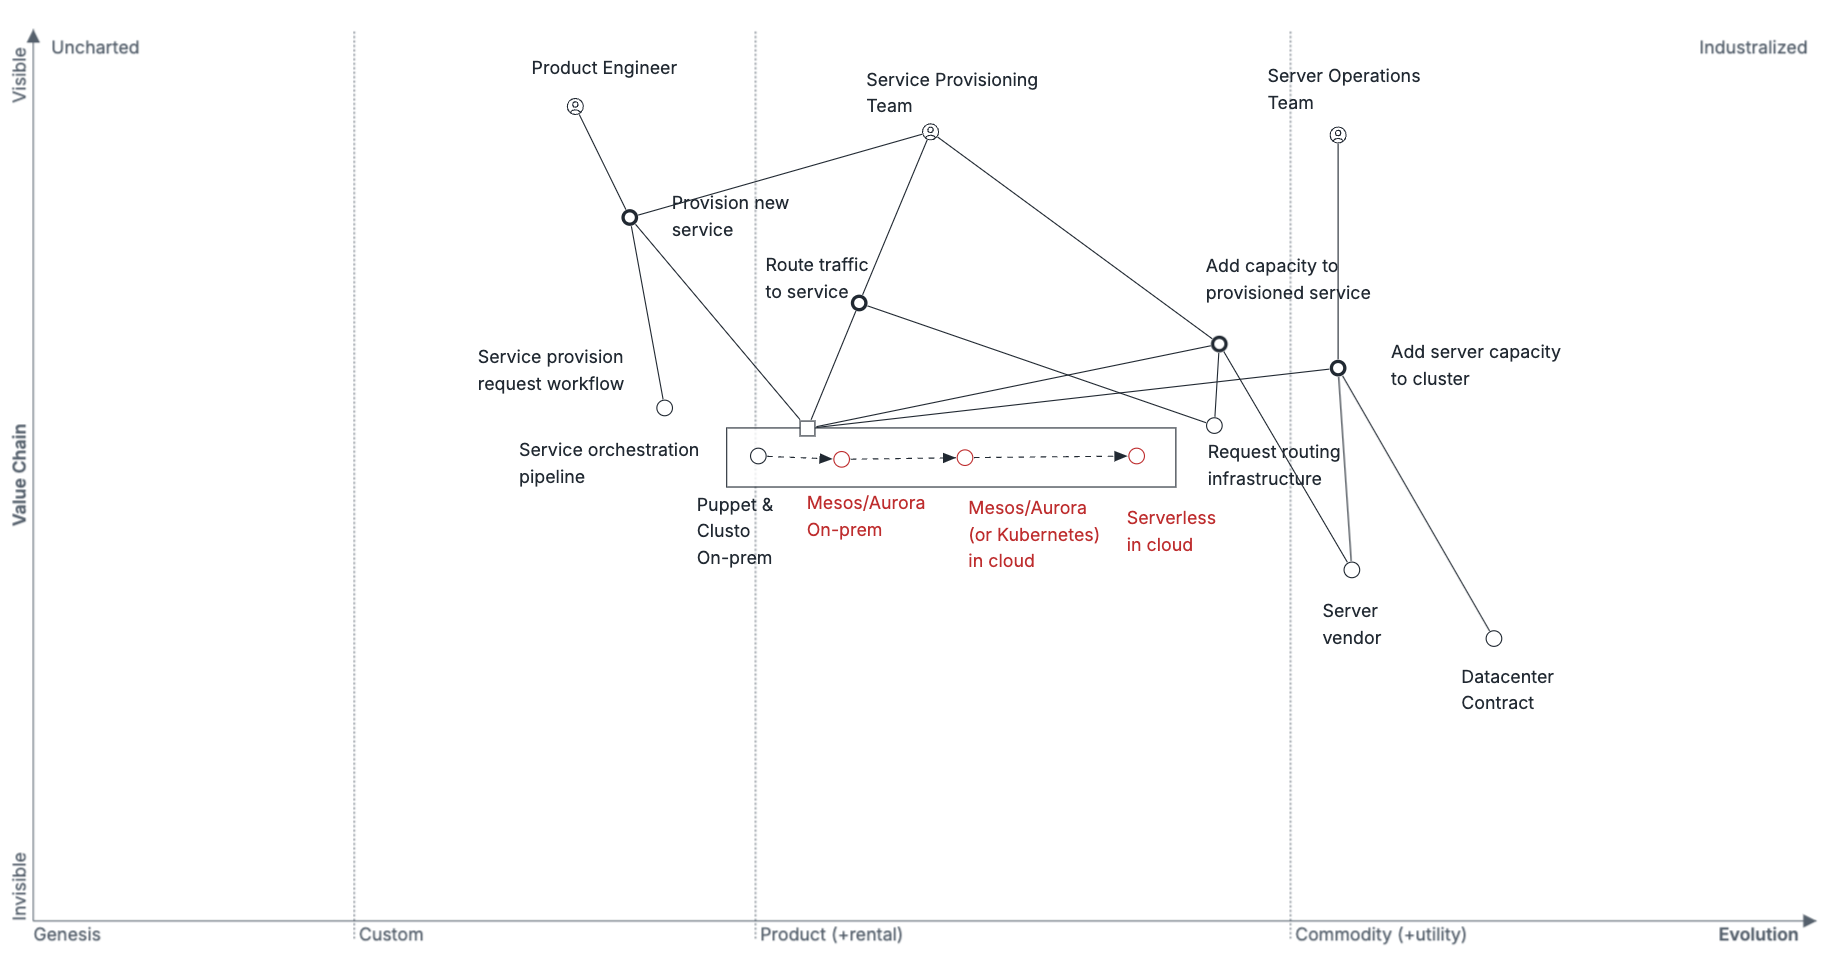 Visible
Uncharted
Industralized
Product Engineer
Service Provisioning
Team
Server Operations
Team
Provision new
service
Route traffic
to service
Add capacity to
provisioned service
Service provision
request workflow
Add server capacity
to cluster
Value Chain
Service orchestration
pipeline
Request routing
infrastructure
Puppet &
Clusto
On-prem
Mesos/Aurora
On-prem
Mesos/Aurora
(or Kubernetes)
in cloud
Serverless
in cloud
Server
vendor
Datacenter
Contract
Invisible
Genesis
Custom
Product (+rental)
Commodity (+utility)
Evolution